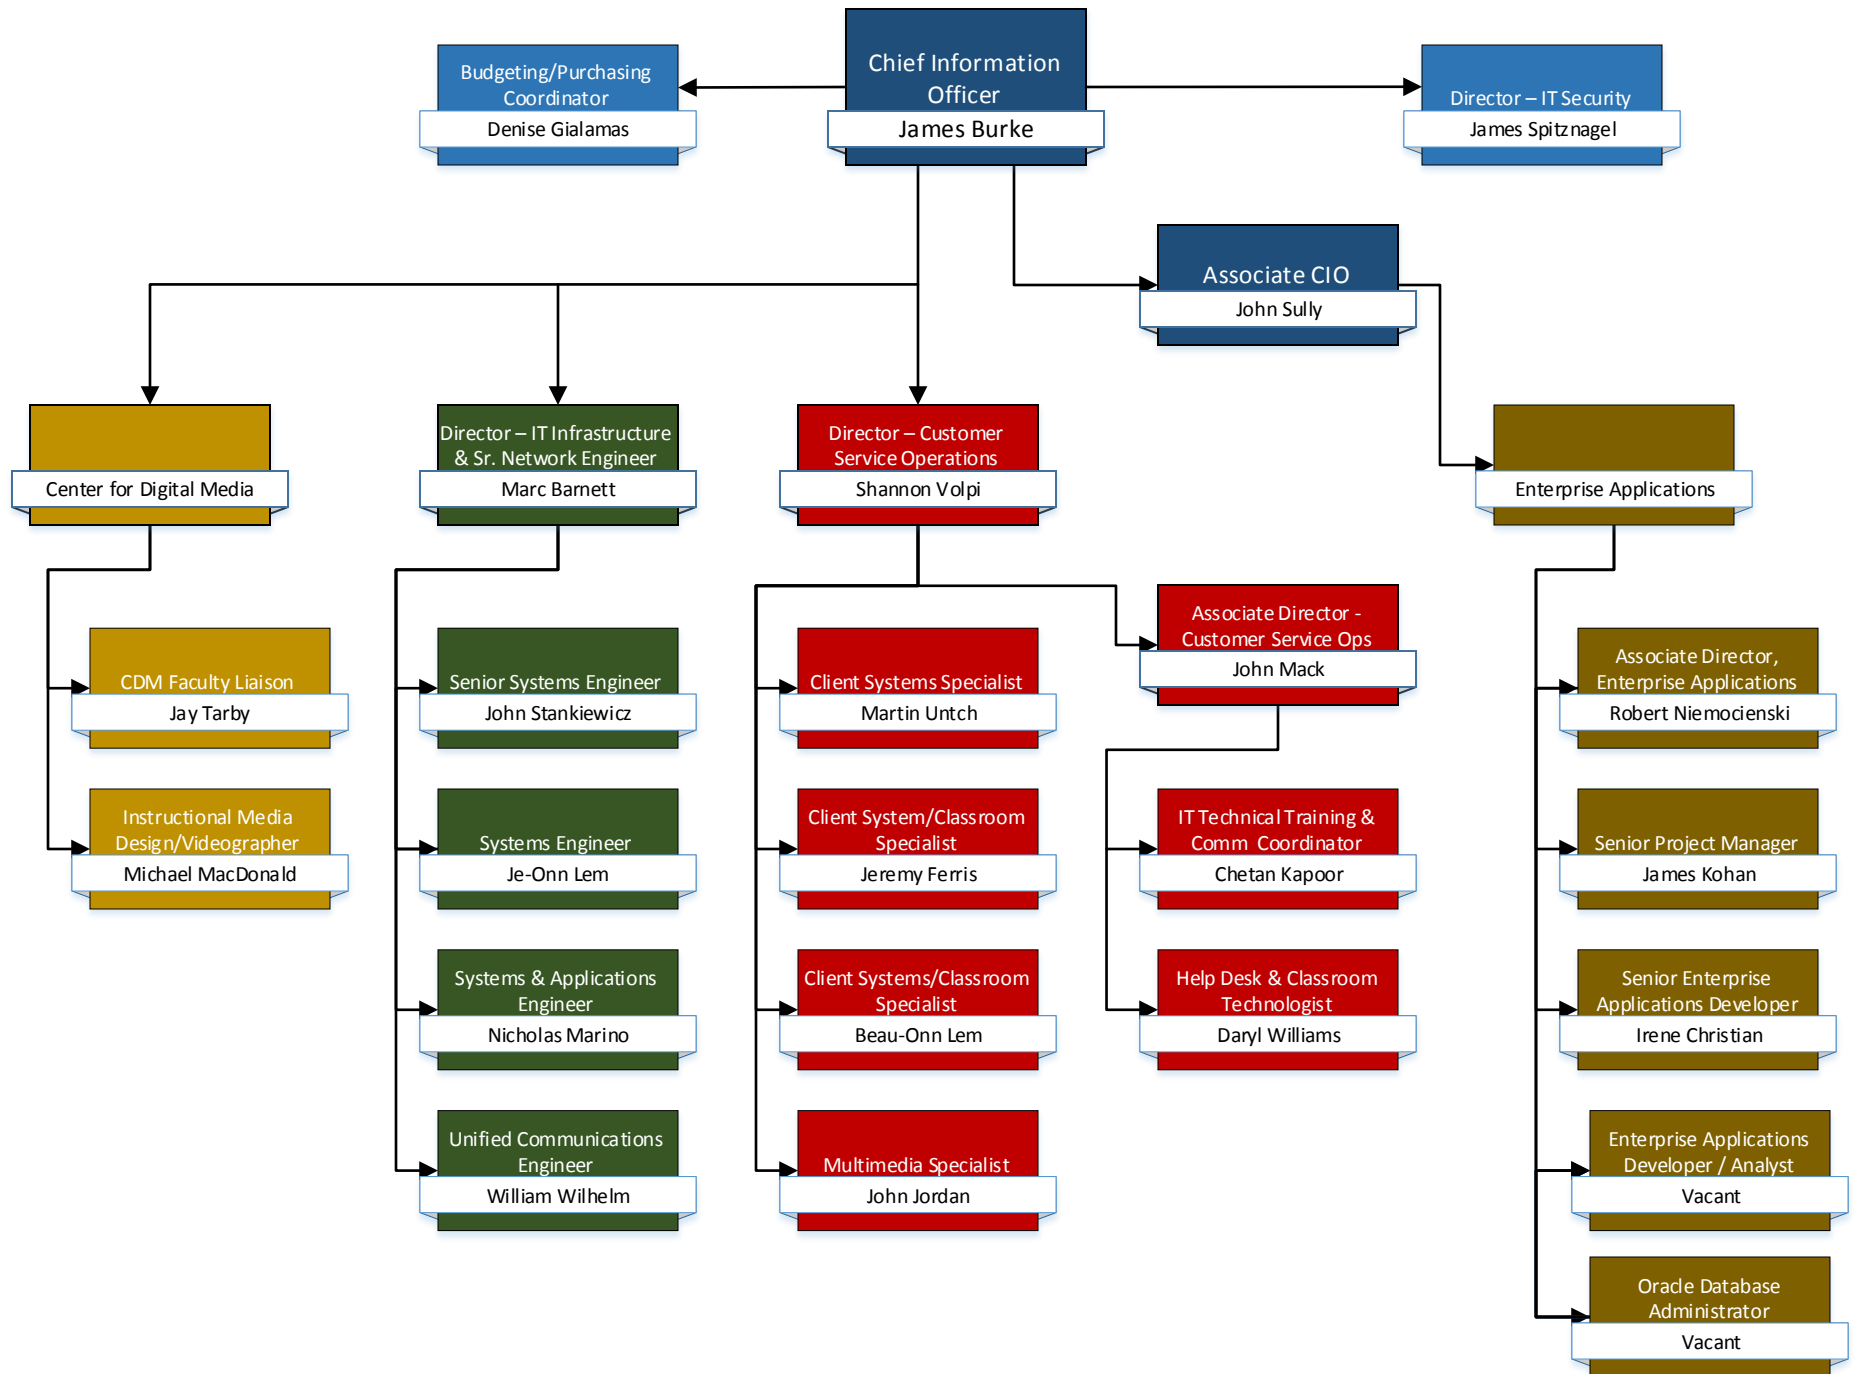 Chief Information
Officer
James Burke
Budgeting/Purchasing
Coordinator
Denise Gialamas
Director – IT Security
James Spitznagel
Associate CIO
John Sully
Center for Digital Media
Director – IT Infrastructure
& Sr. Network Engineer
Marc Barnett
Director – Customer
Service Operations
Shannon Volpi
Enterprise Applications
CDM Faculty Liaison
Jay Tarby
Instructional Media
Design/Videographer
Michael MacDonald
Senior Systems Engineer
John Stankiewicz
Systems Engineer
Je-Onn Lem
Systems & Applications
Engineer
Nicholas Marino
Unified Communications
Engineer
William Wilhelm
Client Systems Specialist
Martin Untch
Client System/Classroom
Specialist
Jeremy Ferris
Client Systems/Classroom
Specialist
Beau-Onn Lem
Multimedia Specialist
John Jordan
Associate Director -
Customer Service Ops
John Mack
IT Technical Training &
Comm Coordinator
Chetan Kapoor
Help Desk & Classroom
Technologist
Daryl Williams
Associate Director,
Enterprise Applications
Robert Niemocienski
Senior Project Manager
James Kohan
Senior Enterprise
Applications Developer
Irene Christian
Enterprise Applications
Developer / Analyst
Vacant
Oracle Database
Administrator
Vacant